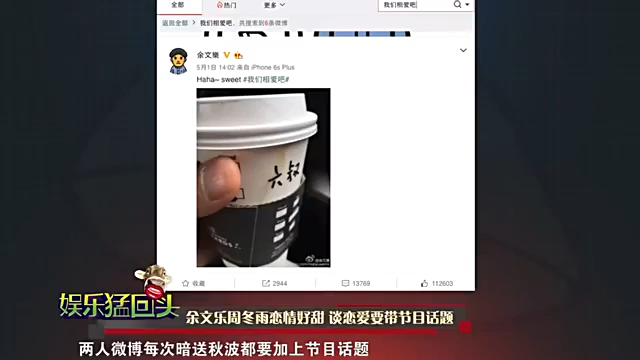 全部
热门
更多
我们相爱吧
返回全部 > 我们相爱吧，共搜索到6条微博
余文樂
5月1日 14:02 来自 iPhone 6s Plus
Haha~ sweet #我们相爱吧#
六叔
收藏
2944
13769
112603
娱乐猛回头
余文乐周冬雨恋情好甜 谈恋爱要带节目话题
两人微博每次暗送秋波都要加上节目话题